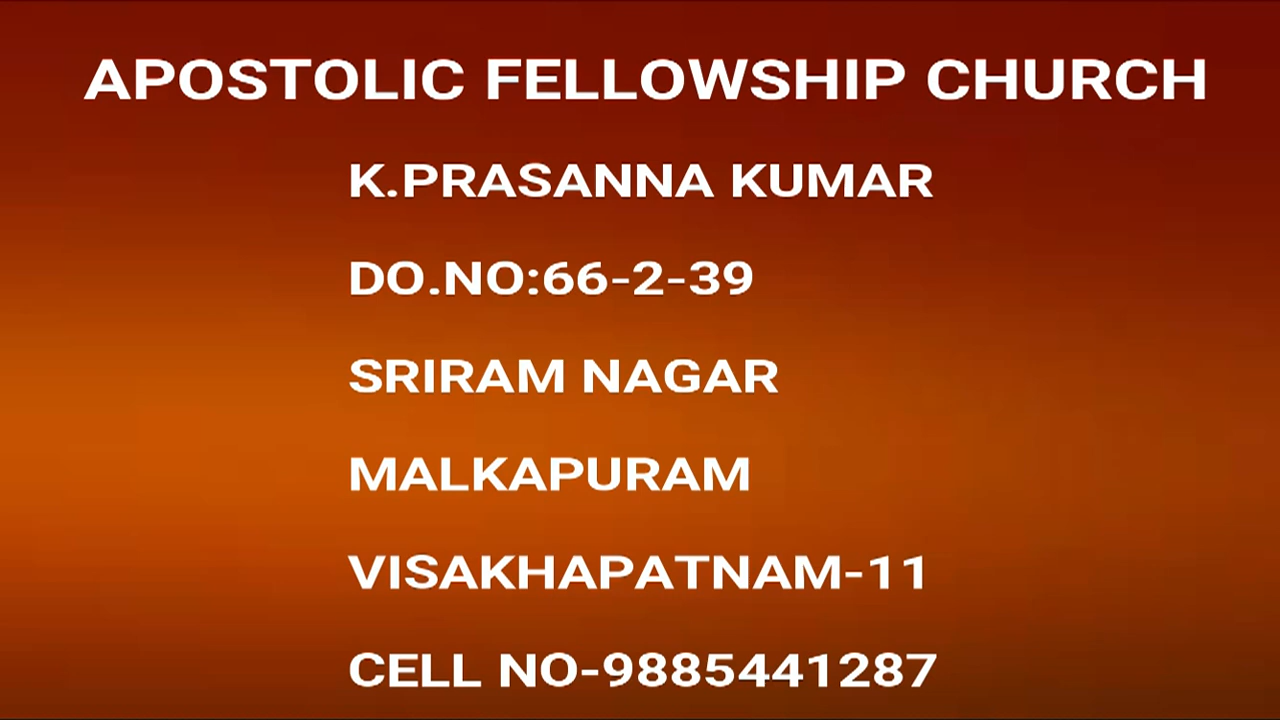 APOSTOLIC FELLOWSHIP CHURCH
K.PRASANNA KUMAR
DO.NO:66-2-39
SRIRAM NAGAR
MALKAPURAM
VISAKHAPATNAM-11
CELL NO-9885441287